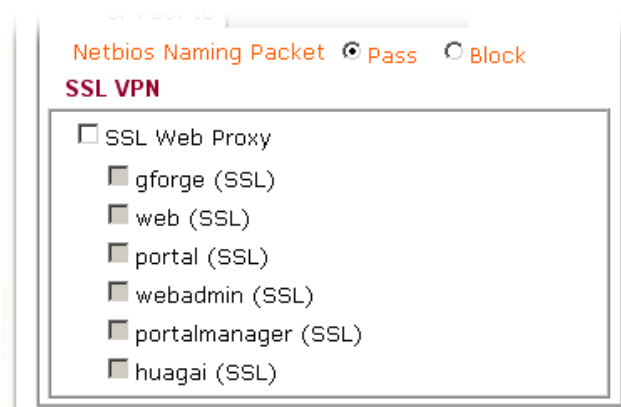 Netbios Naming Packet Pass Block
SSL VPN
SSL Web Proxy
gforge (SSL)
web (SSL)
portal (SSL)
webadmin (SSL)
portalmanager (SSL)
huagai (SSL)